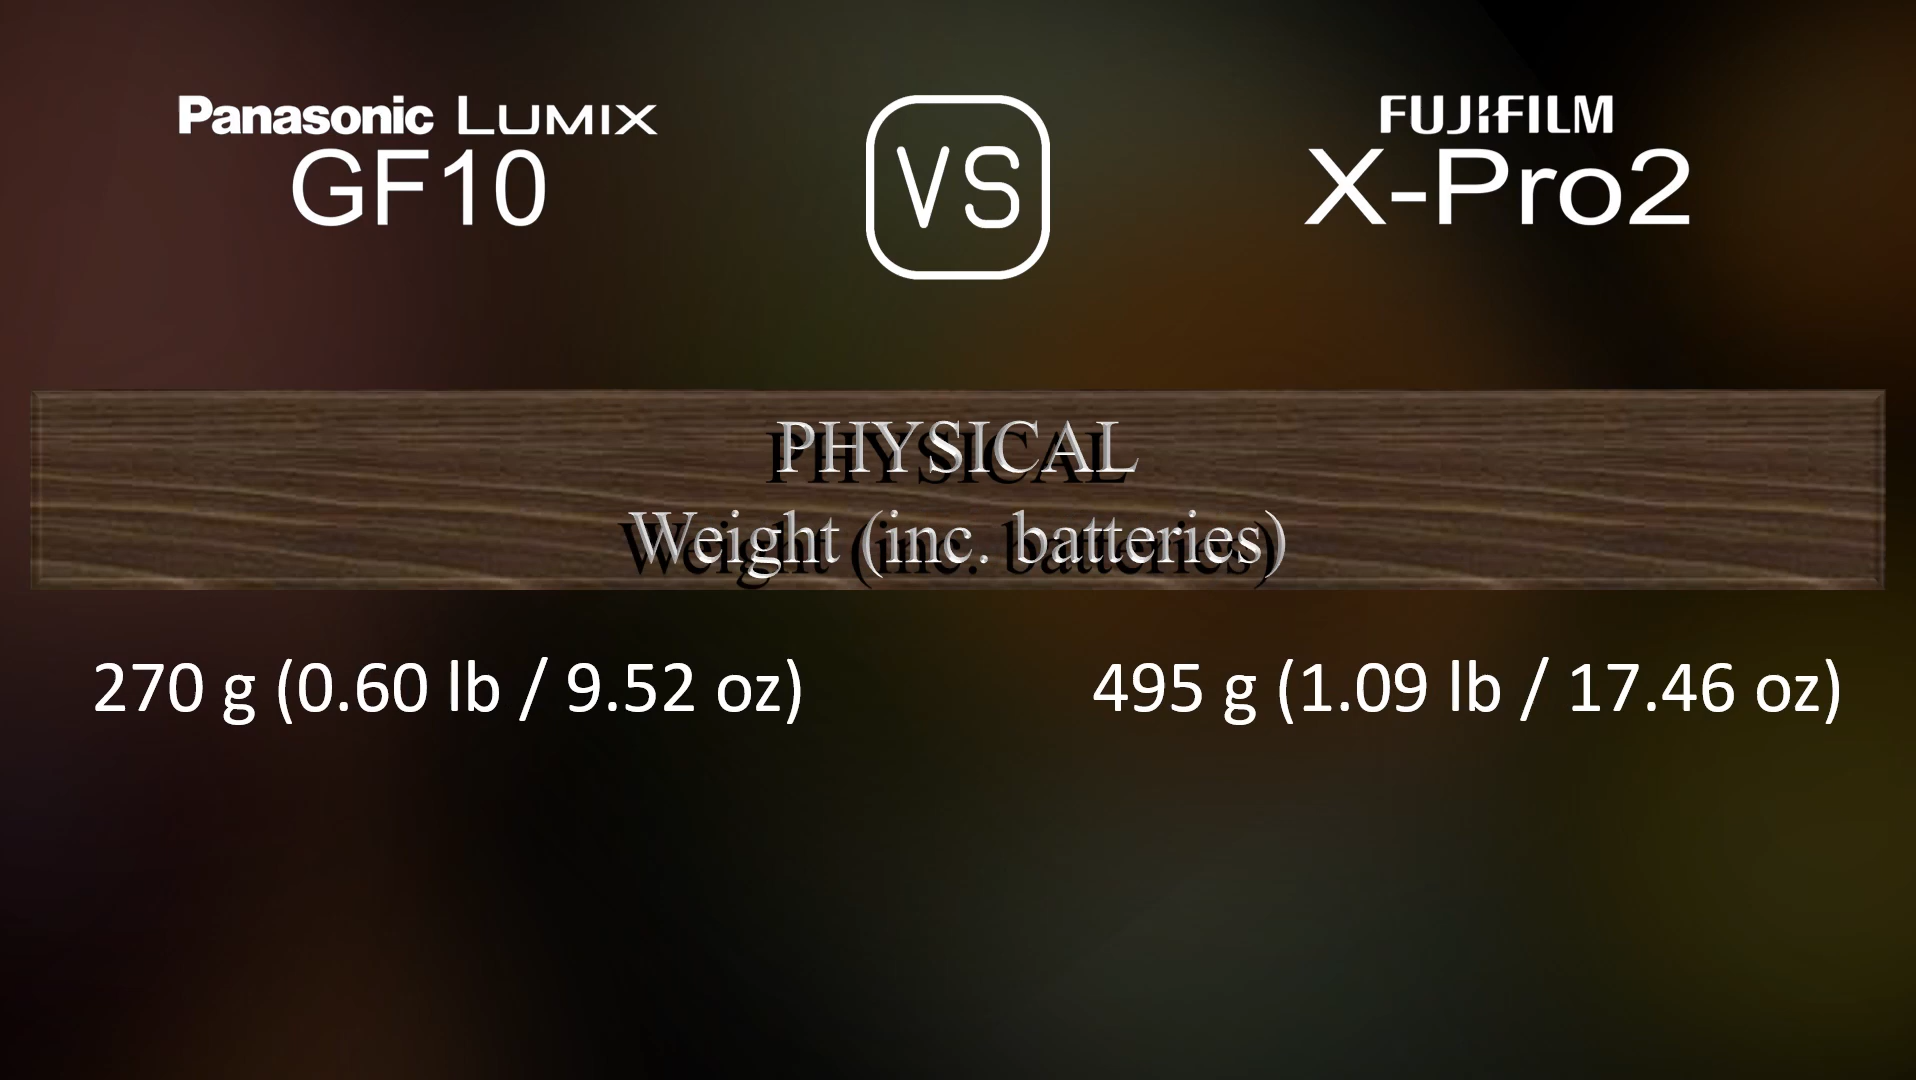 Panasonic LUMIX
GF10
VS
FUJIFILM
X-Pro2
PHYSICAL
Weight (inc. batteries)
270 g (0.60 lb / 9.52 oz)
495 g (1.09 lb / 17.46 oz)